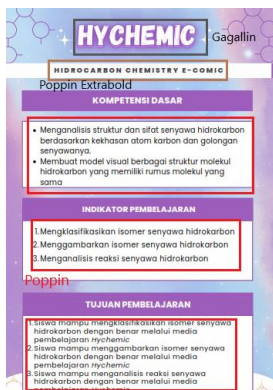 HYCHEMIC Gagallin
HIDROCARBON CHEMISTRY E-COMIC
Poppin Extrabold
KOMPETENSI DASAR
• Menganalisis struktur dan sifat senyawa hidrokarbon
berdasarkan kekhasan atom karbon dan golongan
senyawanya.
• Membuat model visual berbagai struktur molekul
hidrokarbon yang memiliki rumus molekul yang
sama
INDIKATOR PEMBELAJARAN
1.Mengklasifikasikan isomer senyawa hidrokarbon
2.Menggambarkan isomer senyawa hidrokarbon
3.Menganalisis reaksi senyawa hidrokarbon
Poppin
TUJUAN PEMBELAJARAN
1.Siswa mampu mengklasifikasikan isomer senyawa
hidrokarbon dengan benar melalui media
pembelajaran Hychemic
2.Siswa mampu menggambarkan isomer senyawa
hidrokarbon dengan benar melalui media
pembelajaran Hychemic
3.Siswa mampu menganalisis reaksi senyawa
hidrokarbon dengan benar melalui media